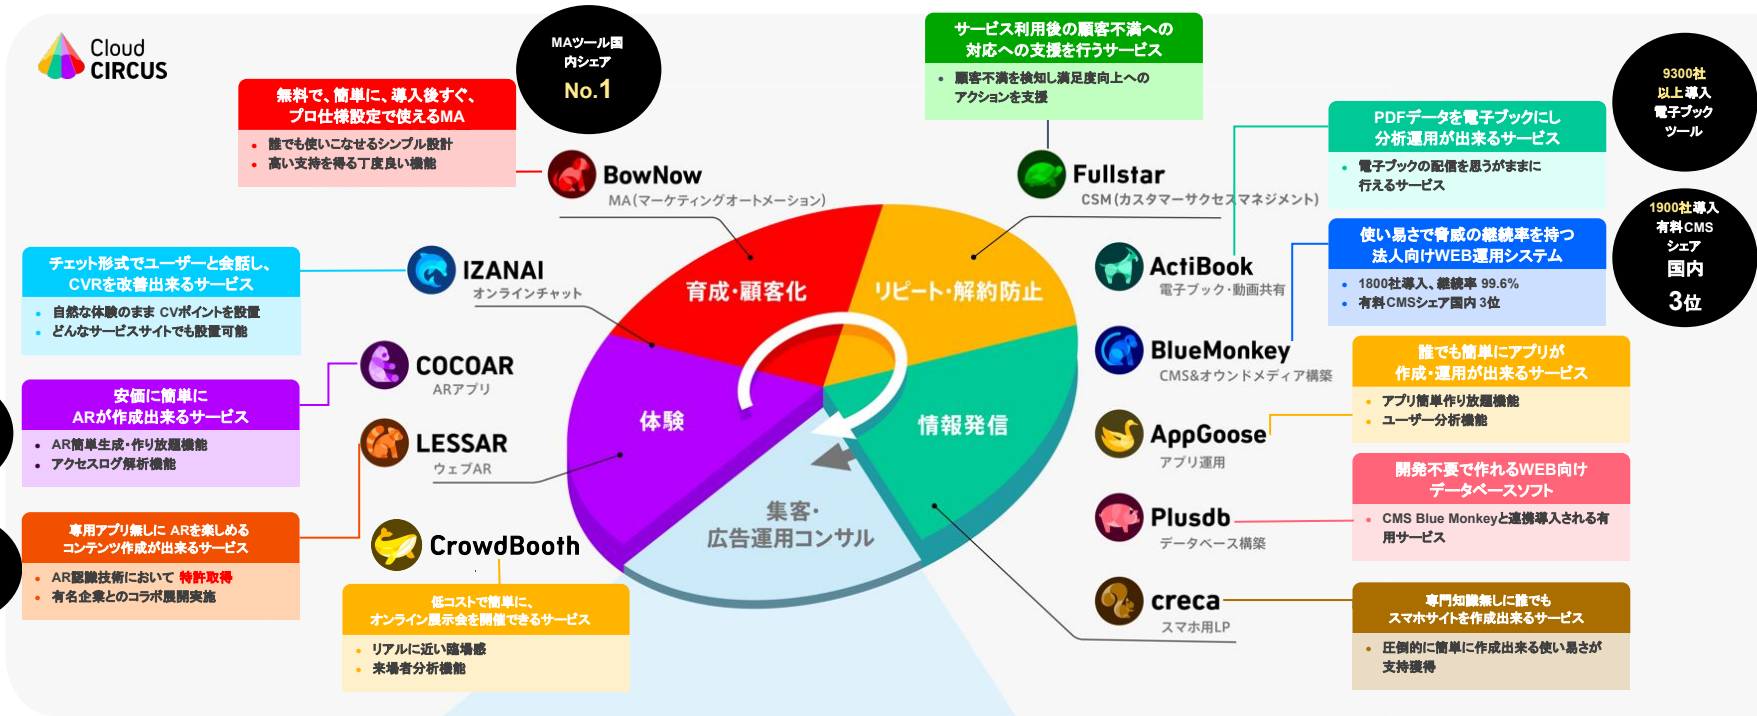 Cloud
CIRCUS
MAツール国
内シェア
No.1
無料で、簡単に、導入後すぐ、
プロ仕様設定で使えるMA
• 誰でも使いこなせるシンプル設計
• 高い支持を得る丁度良い機能
BowNow
MA(マーケティングオートメーション)
サービス利用後の顧客不満への
対応への支援を行うサービス
• 顧客不満を検知し満足度向上への
アクションを支援
Fullstar
CSM(カスタマーサクセスマネジメント)
9300社
以上導入
電子ブック
ツール
PDFデータを電子ブックにし
分析運用が出来るサービス
• 電子ブックの配信を思うがままに
行えるサービス
ActiBook
電子ブック・動画共有
1900社導入
有料CMS
シェア
国内
3位
使い易さで脅威の継続率を持つ
法人向けWEB運用システム
• 1800社導入、継続率 99.6%
• 有料CMSシェア国内 3位
BlueMonkey
CMS&オウンドメディア構築
チェット形式でユーザーと会話し、
CVRを改善出来るサービス
• 自然な体験のまま CVポイントを設置
• どんなサービスサイトでも設置可能
IZANAI
オンラインチャット
安価に簡単に
ARが作成出来るサービス
• AR簡単生成・作り放題機能
• アクセスログ解析機能
COCOAR
ARアプリ
専用アプリ無しに ARを楽しめる
コンテンツ作成が出来るサービス
• AR認識技術において 特許取得
• 有名企業とのコラボ展開実施
LESSAR
ウェブAR
CrowdBooth
低コストで簡単に、
オンライン展示会を開催できるサービス
• リアルに近い臨場感
• 来場者分析機能
育成・顧客化
リピート・解約防止
体験
情報発信
集客・
広告運用コンサル
誰でも簡単にアプリが
作成・運用が出来るサービス
• アプリ簡単作り放題機能
• ユーザー分析機能
AppGoose
アプリ運用
開発不要で作れるWEB向け
データベースソフト
• CMS Blue Monkeyと連携導入される有
用サービス
Plusdb
データベース構築
専門知識無しに誰でも
スマホサイトを作成出来るサービス
• 圧倒的に簡単に作成出来る使い易さが
支持獲得
creca
スマホ用LP